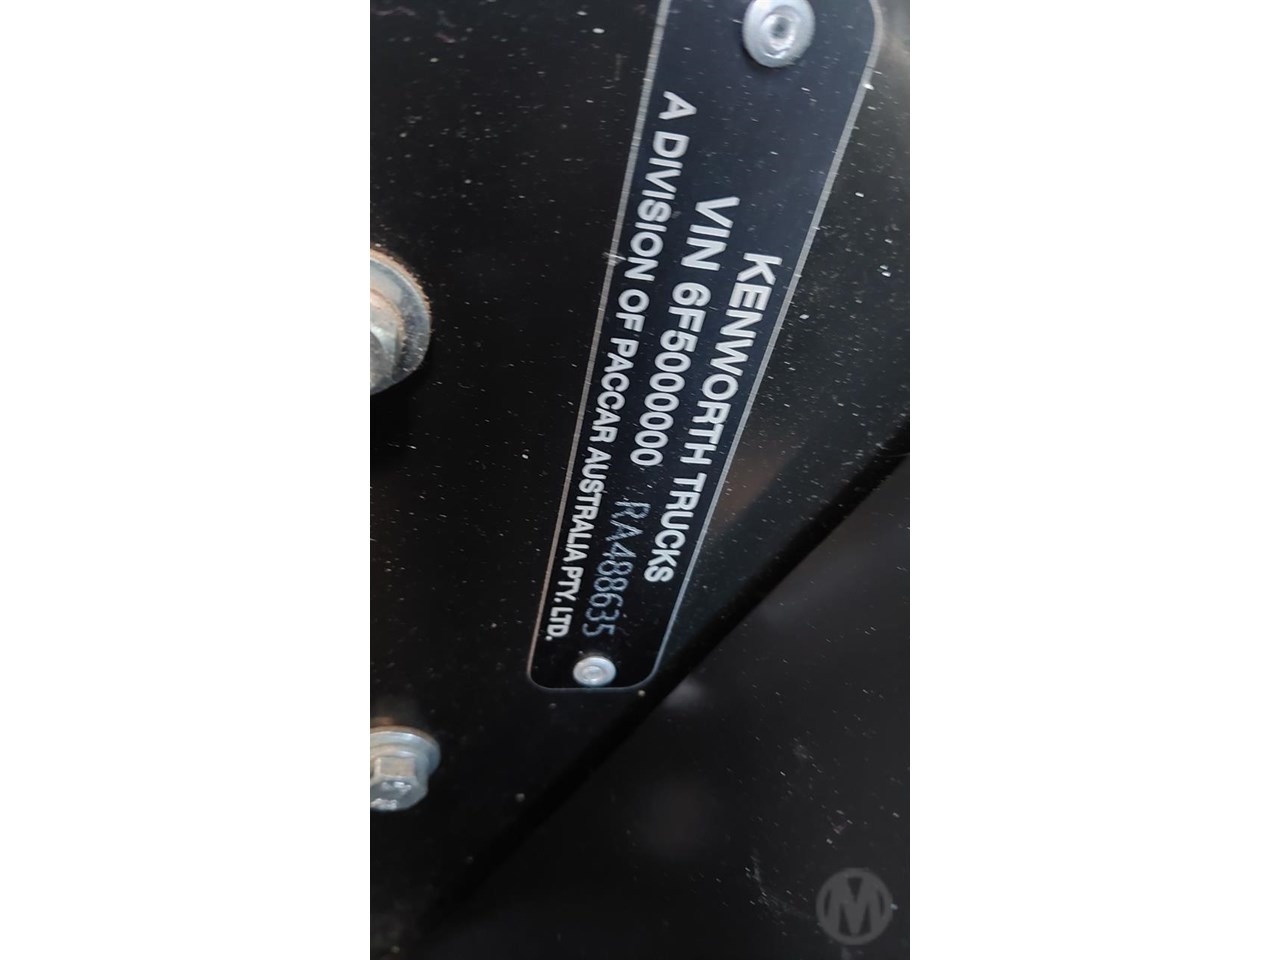 KENWORTH TRUCKS
VIN 6F5000000 RA488635
A DIVISION OF PACCAR AUSTRALIA PTY. LTD.
M